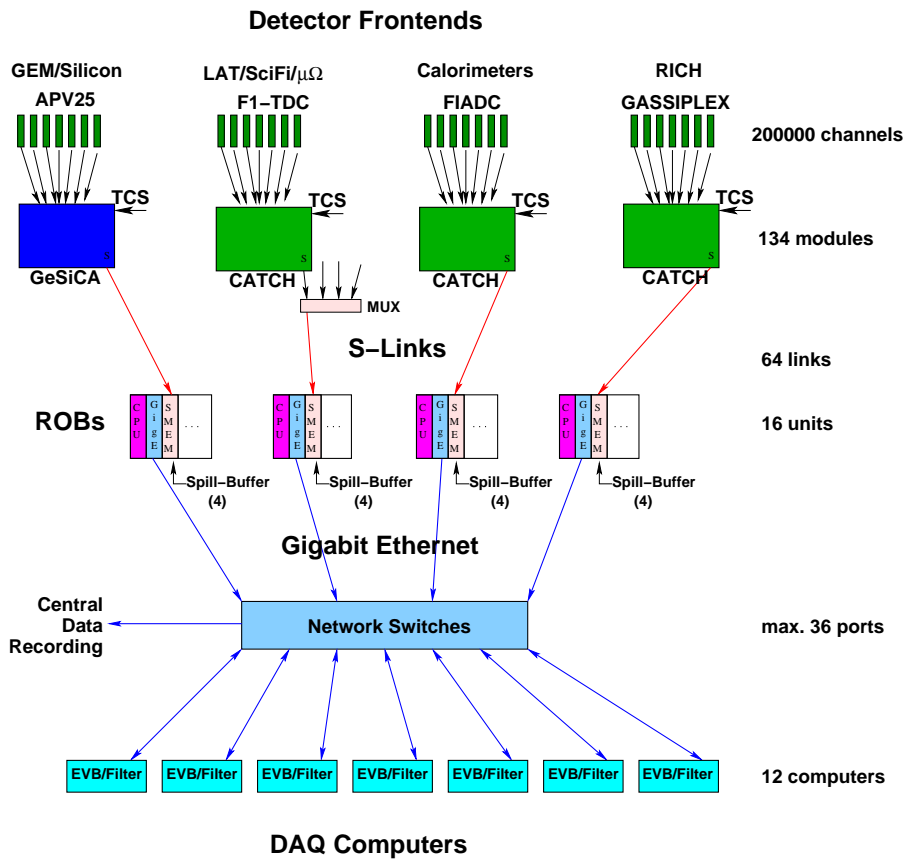 Detector Frontends
GEM/Silicon
LAT/SciFi/μΩ
Calorimeters
RICH
APV25
F1−TDC
FIADC
GASSIPLEX
200000 channels
TCS
TCS
TCS
TCS
134 modules
S
S
S
S
GeSiCA
CATCH
CATCH
CATCH
MUX
S−Links
64 links
ROBs
CPU
GigE
SMEM
. . .
CPU
GigE
SMEM
. . .
CPU
GigE
SMEM
. . .
CPU
GigE
SMEM
. . .
16 units
Spill−Buffer
(4)
Spill−Buffer
(4)
Spill−Buffer
(4)
Spill−Buffer
(4)
Gigabit Ethernet
Central
Data
Recording
Network Switches
max. 36 ports
EVB/Filter
EVB/Filter
EVB/Filter
EVB/Filter
EVB/Filter
EVB/Filter
EVB/Filter
12 computers
DAQ Computers